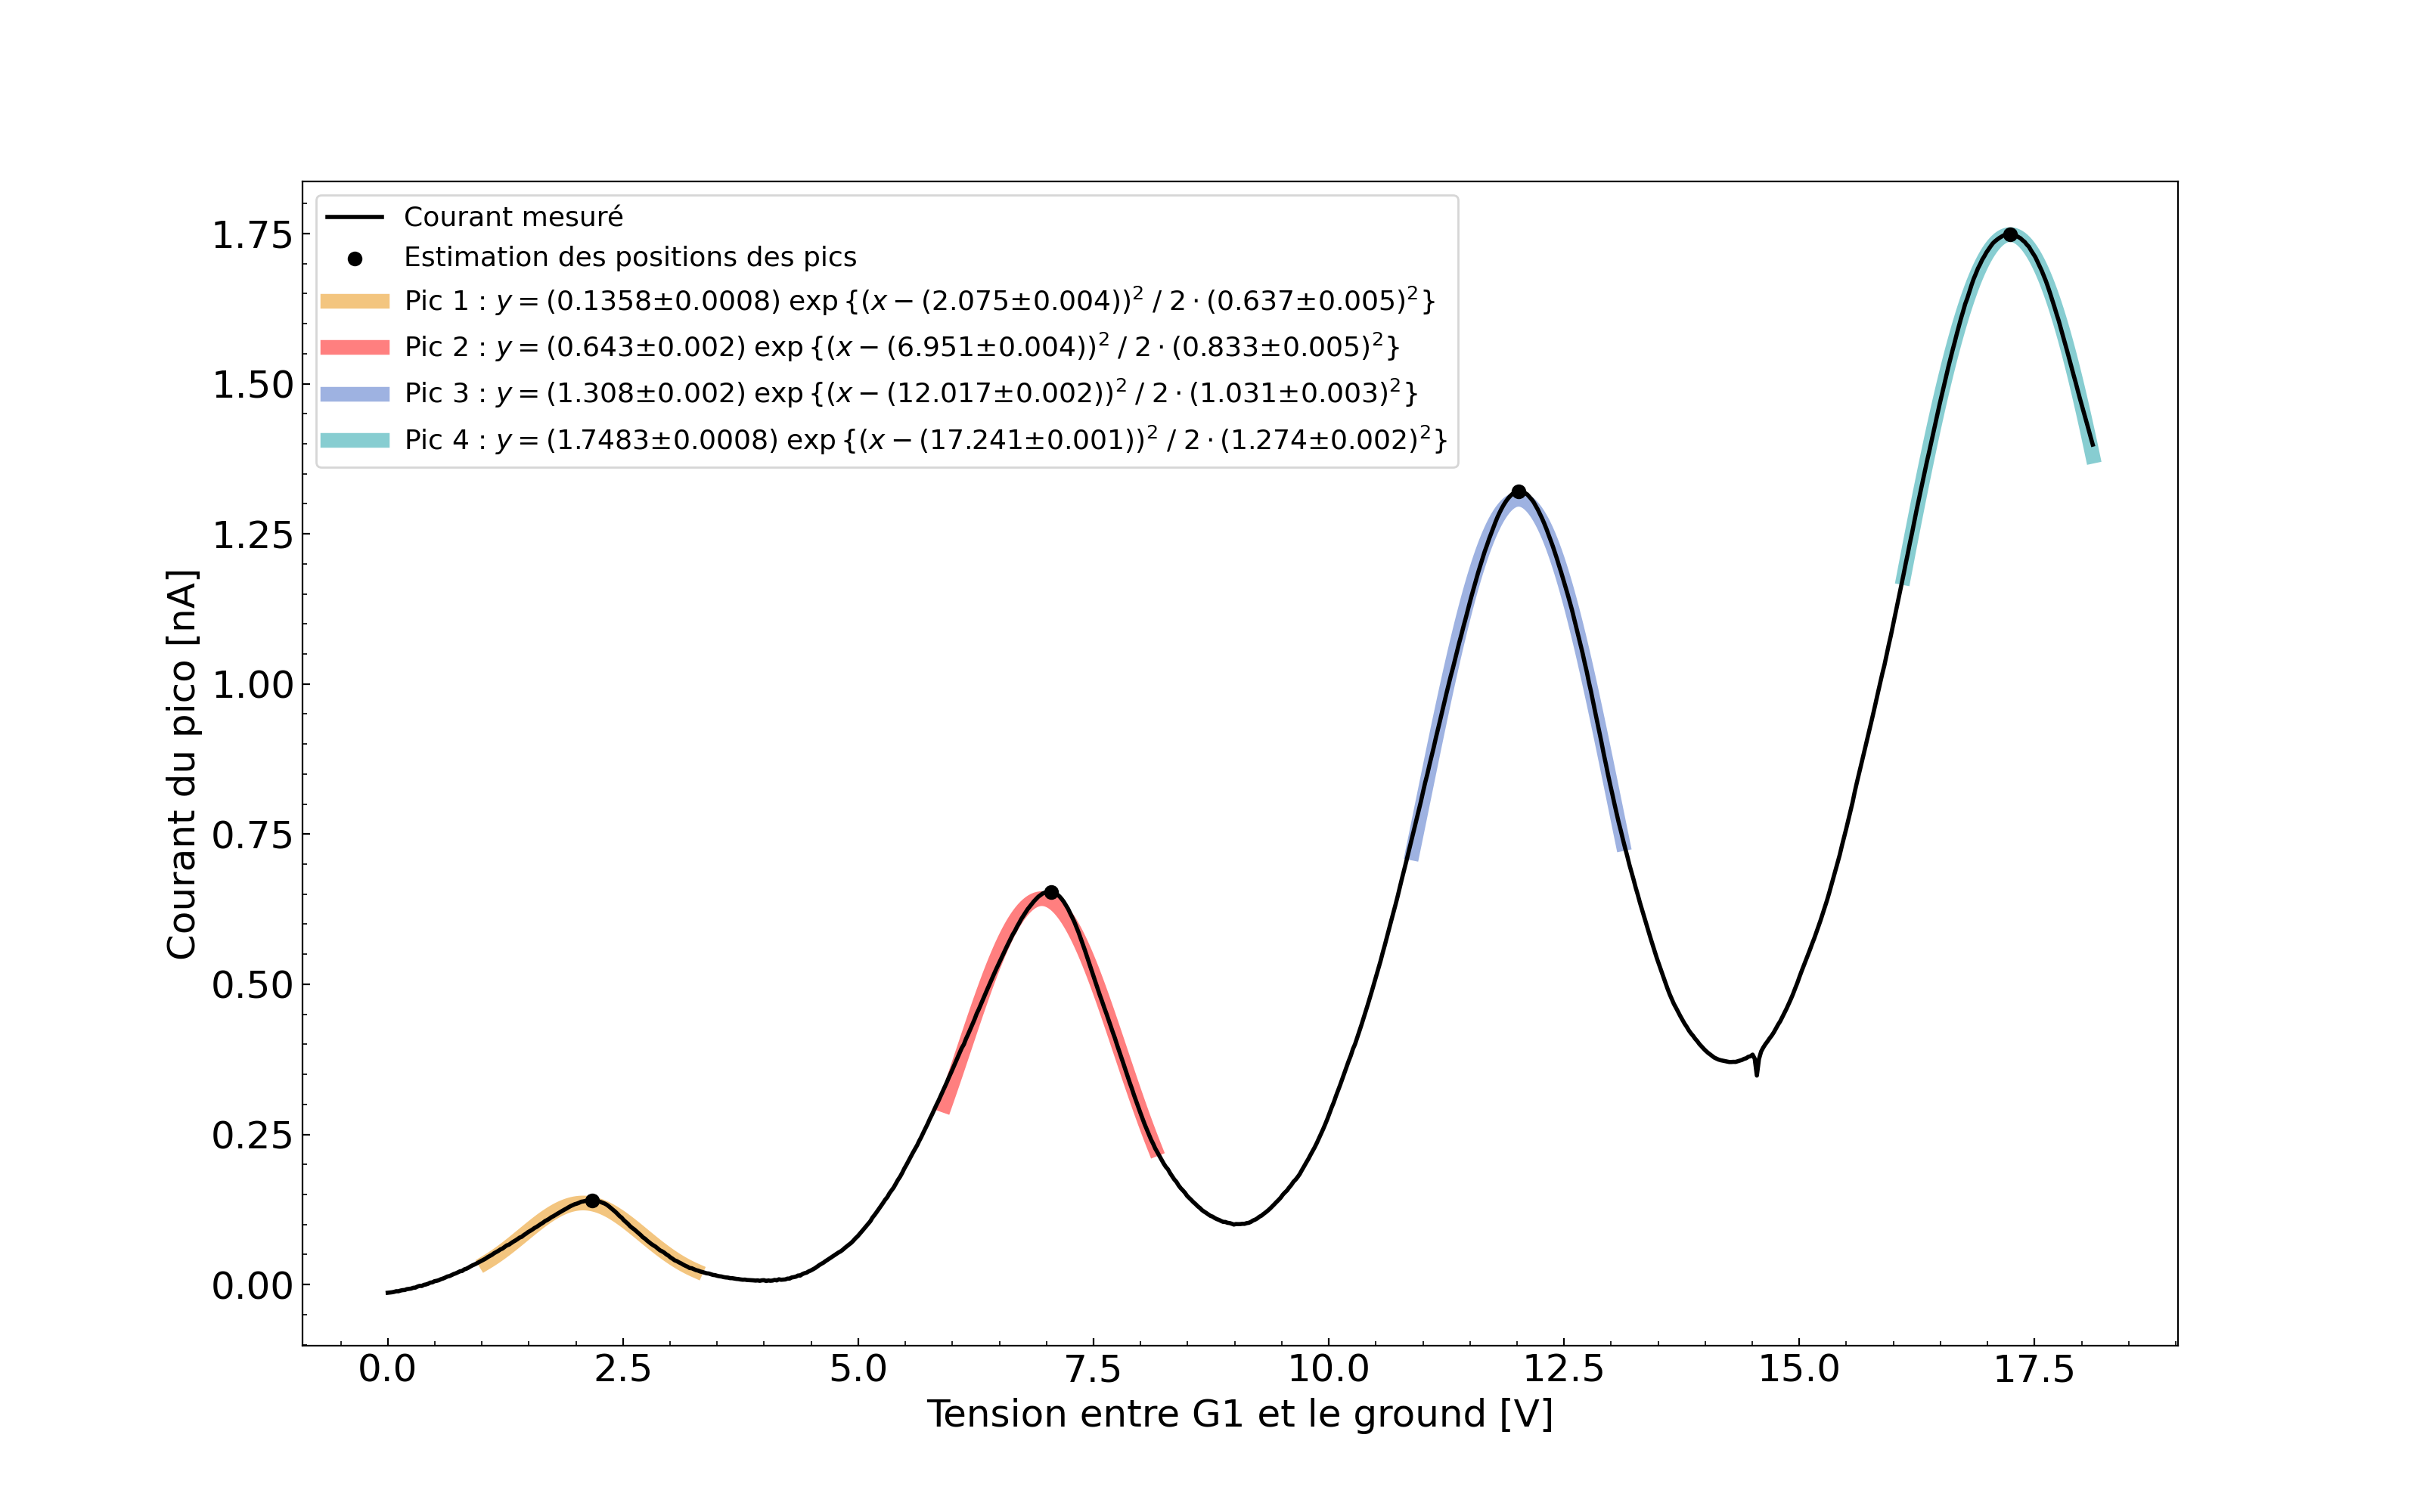 Courant mesuré
Estimation des positions des pics
Pic 1 : y = (0.1358±0.0008) exp {(x − (2.075±0.004))² / 2 · (0.637±0.005)²}
Pic 2 : y = (0.643±0.002) exp {(x − (6.951±0.004))² / 2 · (0.833±0.005)²}
Pic 3 : y = (1.308±0.002) exp {(x − (12.017±0.002))² / 2 · (1.031±0.003)²}
Pic 4 : y = (1.7483±0.0008) exp {(x − (17.241±0.001))² / 2 · (1.274±0.002)²}
1.75
1.50
1.25
1.00
0.75
0.50
0.25
0.00
Courant du pico [nA]
0.0 2.5 5.0 7.5 10.0 12.5 15.0 17.5
Tension entre G1 et le ground [V]